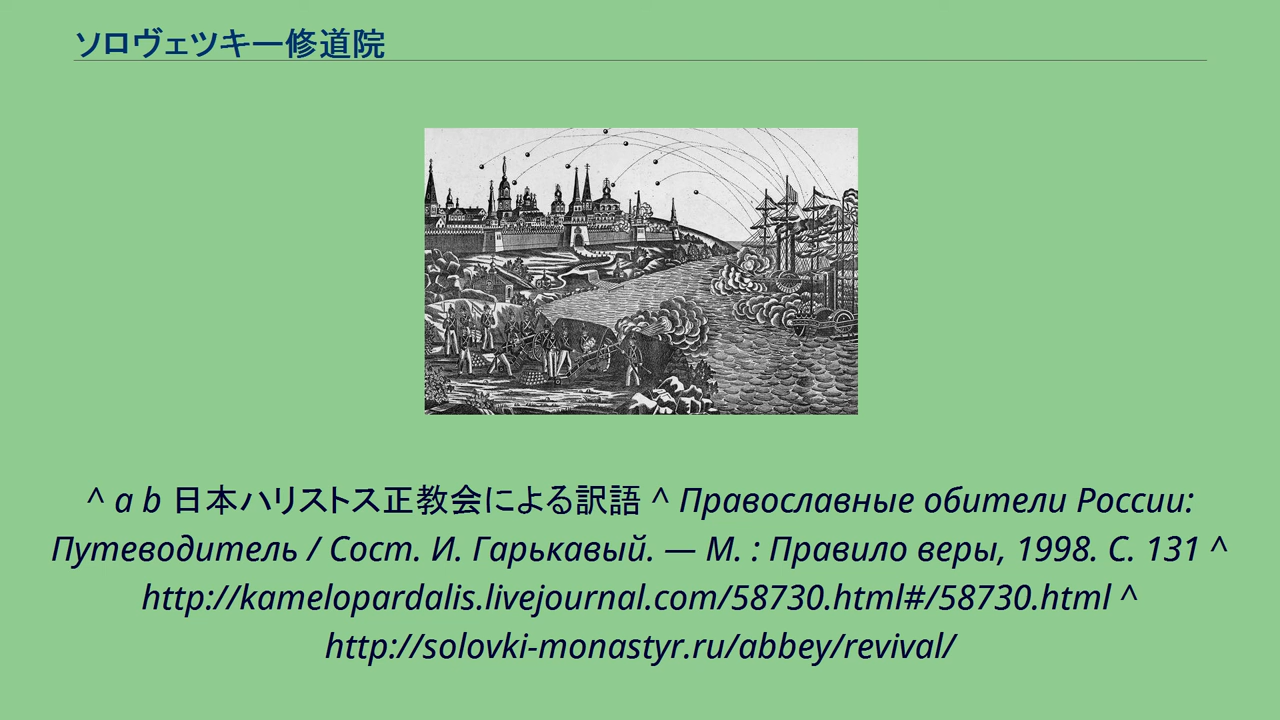 ソロヴェツキー修道院
^ a b 日本ハリストス正教会による訳語 ^ Православные обители России:
Путеводитель / Сост. И. Гарькавый. — М. : Правило веры, 1998. С. 131 ^
http://kamelopardalis.livejournal.com/58730.html#/58730.html ^
http://solovki-monastyr.ru/abbey/revival/